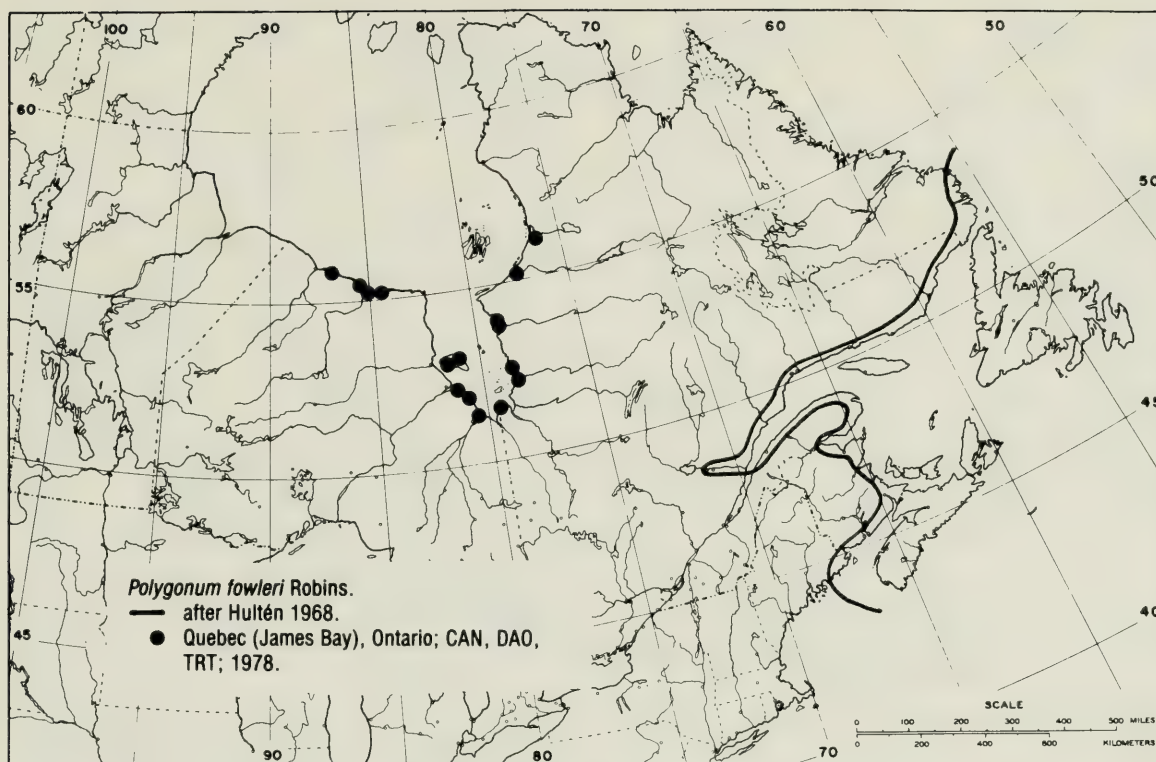 100 90 80 70 60 50
60
50
55
45
Polygonum fowleri Robins.
after Hultén 1968.
Quebec (James Bay), Ontario; CAN, DAO,
TRT; 1978.
45
40
SCALE
0 100 200 300 400 500 MILES
0 200 400 600 KILOMETERS
90 80 70